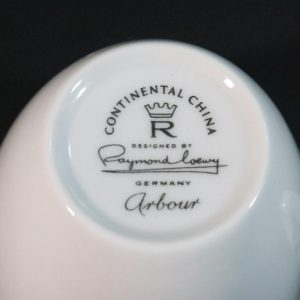 CONTINENTAL CHINA
R
DESIGNED BY
Raymond Loewy
GERMANY
Arbour